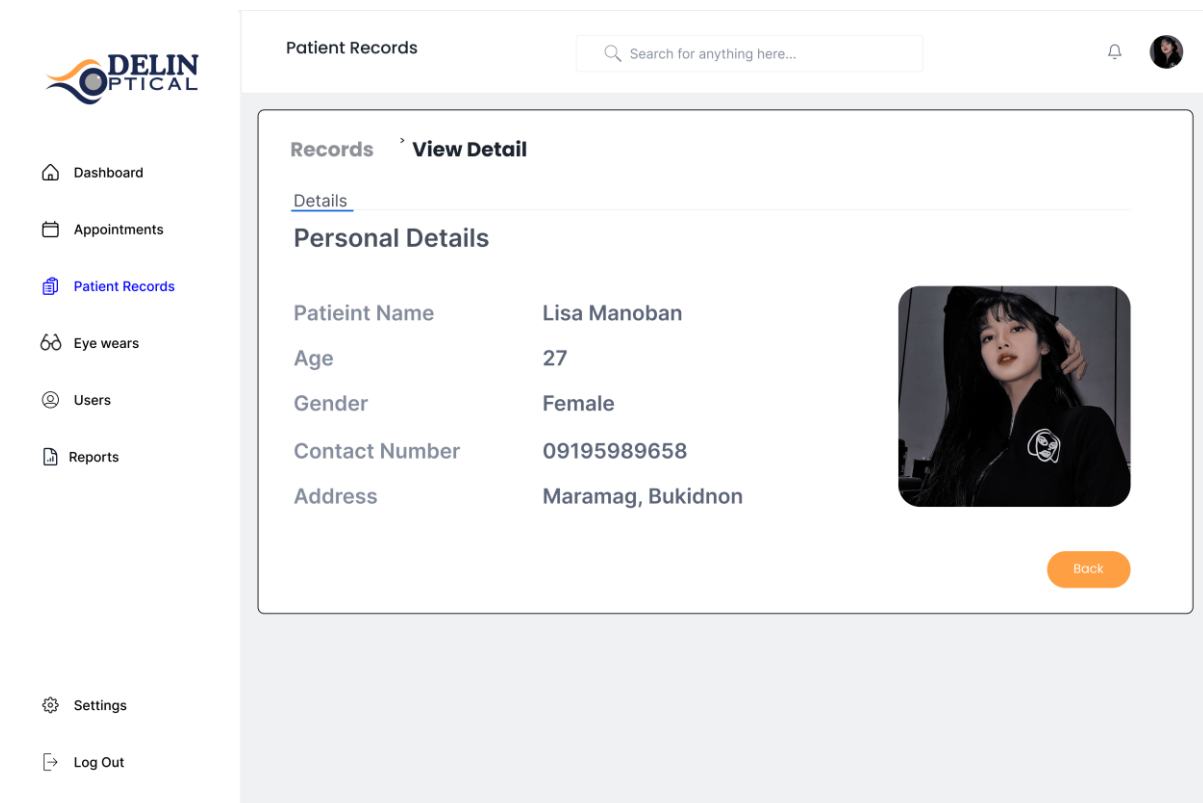 DELIN
OPTICAL
Patient Records
Search for anything here...
Dashboard
Appointments
Patient Records
Eye wears
Users
Reports
Settings
Log Out
Records > View Detail
Details
Personal Details
Patieint Name Lisa Manoban
Age 27
Gender Female
Contact Number 09195989658
Address Maramag, Bukidnon
Back